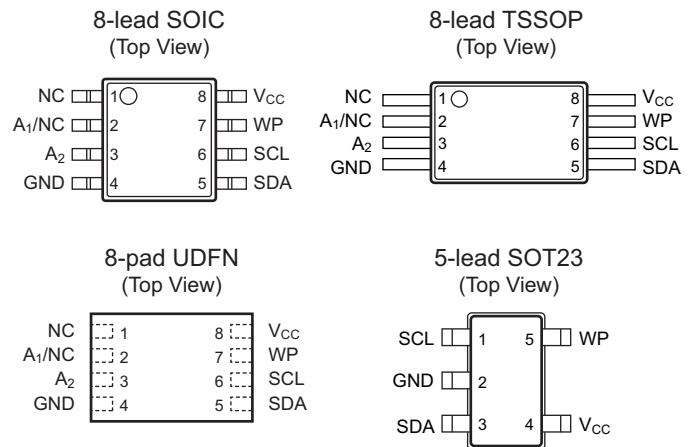 8-lead SOIC
(Top View)
NC 1 8 VCC
A1/NC 2 7 WP
A2 3 6 SCL
GND 4 5 SDA
8-lead TSSOP
(Top View)
NC 1 8 VCC
A1/NC 2 7 WP
A2 3 6 SCL
GND 4 5 SDA
8-pad UDFN
(Top View)
NC 1 8 VCC
A1/NC 2 7 WP
A2 3 6 SCL
GND 4 5 SDA
5-lead SOT23
(Top View)
SCL 1 5 WP
GND 2
SDA 3 4 VCC